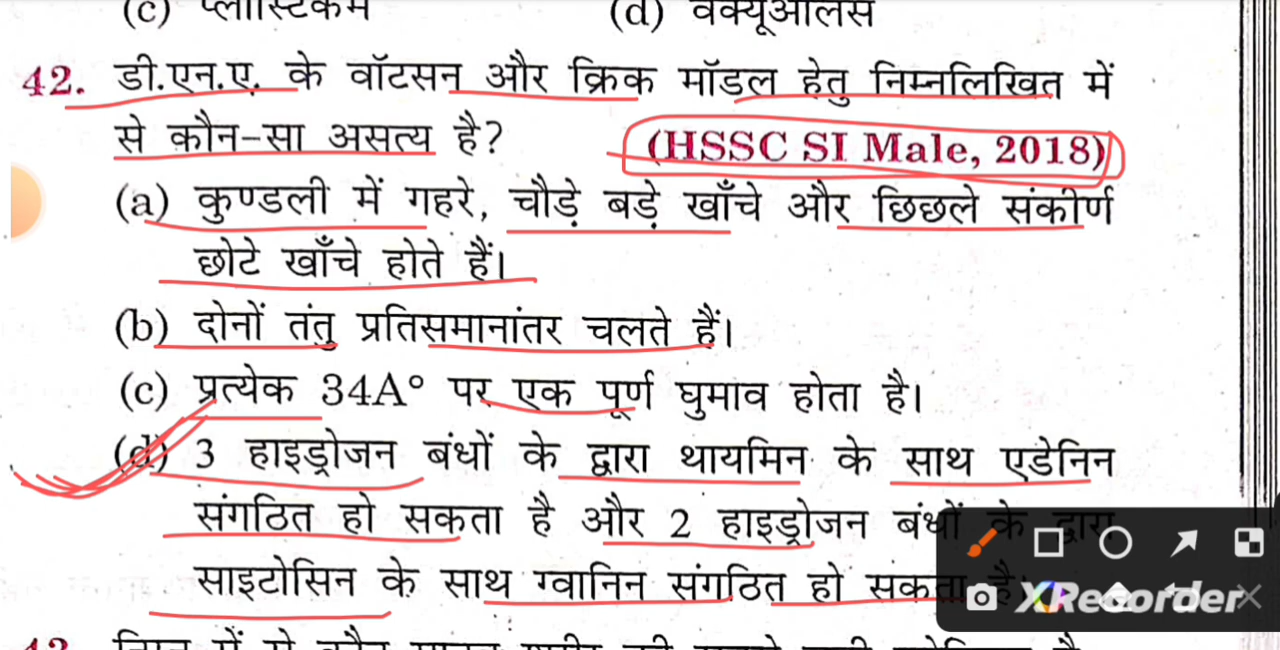 (c) प्लास्टिकम (d) वैक्यूओलस
42. डी.एन.ए. के वॉटसन और क्रिक मॉडल हेतु निम्नलिखित में
से कौन-सा असत्य है? (HSSC SI Male, 2018)
(a) कुण्डली में गहरे, चौड़े बड़े खाँचे और छिछले संकीर्ण
छोटे खाँचे होते हैं।
(b) दोनों तंतु प्रतिसमानांतर चलते हैं।
(c) प्रत्येक 34A° पर एक पूर्ण घुमाव होता है।
(d) 3 हाइड्रोजन बंधों के द्वारा थायमिन के साथ एडेनिन
संगठित हो सकता है और 2 हाइड्रोजन बंधों के द्वारा
साइटोसिन के साथ ग्वानिन संगठित हो सकता है
XRecorder